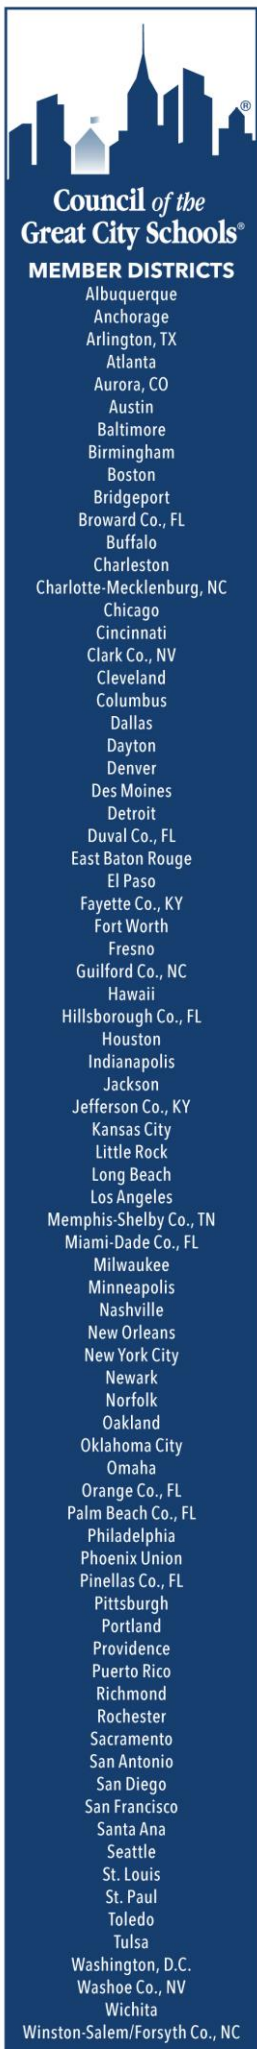 ®
Council of the
Great City Schools®
MEMBER DISTRICTS
Albuquerque
Anchorage
Arlington, TX
Atlanta
Aurora, CO
Austin
Baltimore
Birmingham
Boston
Bridgeport
Broward Co., FL
Buffalo
Charleston
Charlotte-Mecklenburg, NC
Chicago
Cincinnati
Clark Co., NV
Cleveland
Columbus
Dallas
Dayton
Denver
Des Moines
Detroit
Duval Co., FL
East Baton Rouge
El Paso
Fayette Co., KY
Fort Worth
Fresno
Guilford Co., NC
Hawaii
Hillsborough Co., FL
Houston
Indianapolis
Jackson
Jefferson Co., KY
Kansas City
Little Rock
Long Beach
Los Angeles
Memphis-Shelby Co., TN
Miami-Dade Co., FL
Milwaukee
Minneapolis
Nashville
New Orleans
New York City
Newark
Norfolk
Oakland
Oklahoma City
Omaha
Orange Co., FL
Palm Beach Co., FL
Philadelphia
Phoenix Union
Pinellas Co., FL
Pittsburgh
Portland
Providence
Puerto Rico
Richmond
Rochester
Sacramento
San Antonio
San Diego
San Francisco
Santa Ana
Seattle
St. Louis
St. Paul
Toledo
Tulsa
Washington, D.C.
Washoe Co., NV
Wichita
Winston-Salem/Forsyth Co., NC